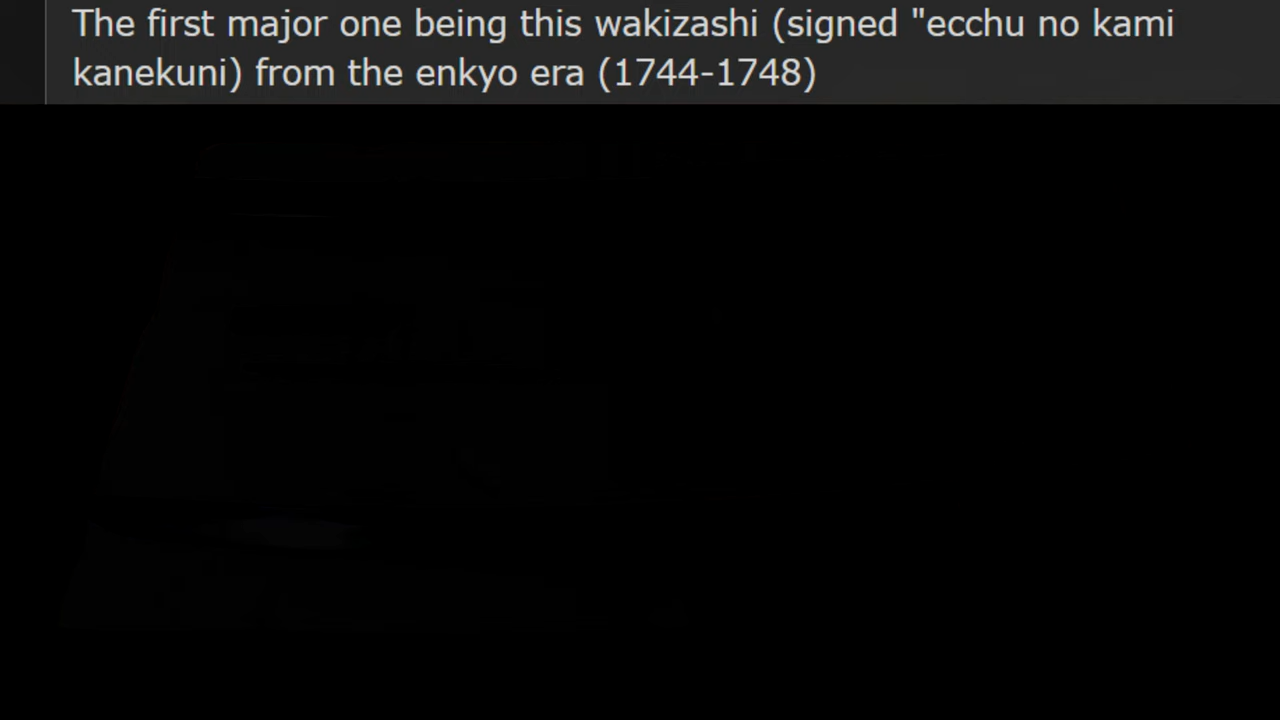 The first major one being this wakizashi (signed "ecchu no kami
kanekuni) from the enkyo era (1744-1748)